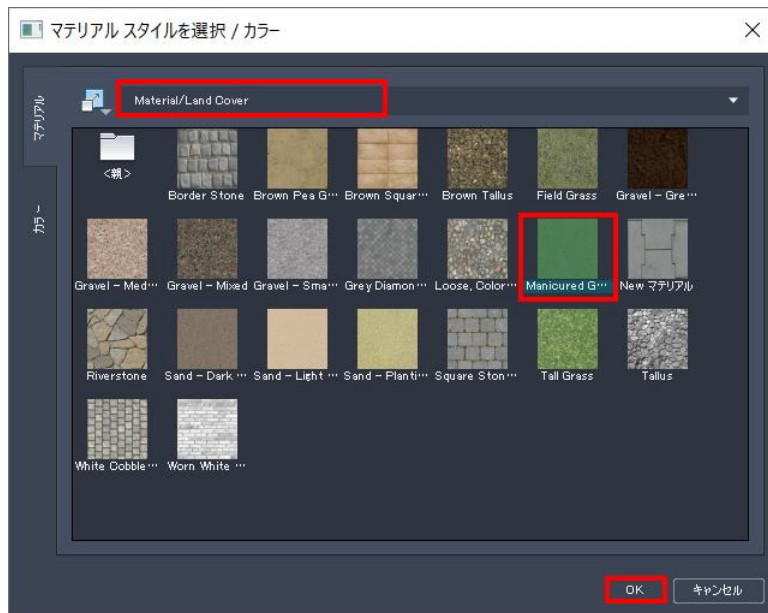 マテリアル スタイルを選択 / カラー
マテリアル
カラー
Material/Land Cover
<親>
Border Stone
Brown Pea G…
Brown Squar…
Brown Tallus
Field Grass
Gravel - Gre…
Gravel - Med…
Gravel - Mixed
Gravel - Sma…
Grey Diamon…
Loose, Color…
Manicured G…
New マテリアル
Riverstone
Sand - Dark …
Sand - Light …
Sand - Planti…
Square Ston…
Tall Grass
Tallus
White Cobble…
Worn White …
OK
キャンセル